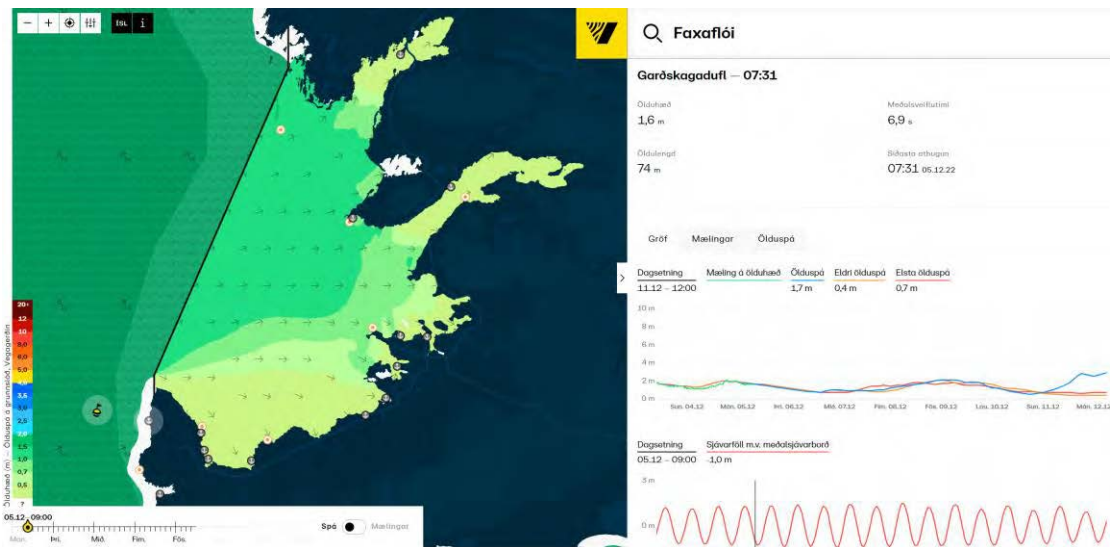 − + ÍSL i
Faxaflói
Garðskagadufl — 07:31
Ölduhæð
Meðalsveiflutími
1,6 m
6,9 s
Öldulengd
Síðasta athugun
74 m
07:31 05.12.22
Gröf Mælingar Ölduspá
Dagsetning Mæling á ölduhæð Ölduspá Eldri ölduspá Elsta ölduspá
11.12 – 12:00 1,7 m 0,4 m 0,7 m
10 m
8 m
6 m
4 m
2 m
0 m
Sun. 04.12 Mán. 05.12 Þri. 06.12 Mið. 07.12 Fim. 08.12 Fös. 09.12 Lau. 10.12 Sun. 11.12 Mán. 12.12
Dagsetning Sjávarföll m.v. meðalsjávarborð
05.12 – 09:00 -1,0 m
5 m
0 m
Ölduhæð (m) — Ölduspá á grunnslóð, Vegagerðin
20+
12
10
9,0
6,0
5,0
4,0
3,5
3,0
2,5
2,0
1,5
1,0
0,7
0,5
?
05.12 - 09:00
Mán. Þri. Mið. Fim. Fös.
Spá Mælingar